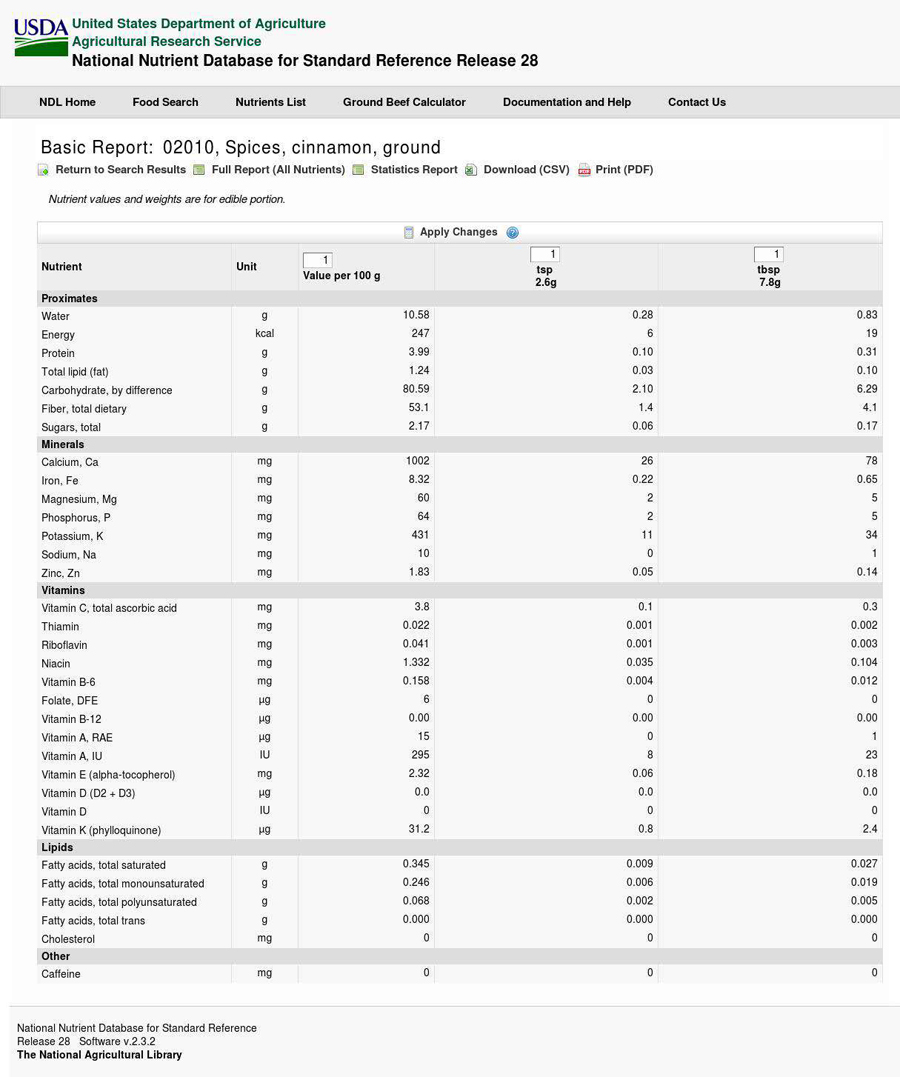 USDA United States Department of Agriculture
Agricultural Research Service
National Nutrient Database for Standard Reference Release 28
NDL Home Food Search Nutrients List Ground Beef Calculator Documentation and Help Contact Us
Basic Report: 02010, Spices, cinnamon, ground
Return to Search Results Full Report (All Nutrients) Statistics Report Download (CSV) Print (PDF)
Nutrient values and weights are for edible portion.
Apply Changes ?
Nutrient Unit 1 Value per 100 g 1 tsp 2.6g 1 tbsp 7.8g
Proximates
Water g 10.58 0.28 0.83
Energy kcal 247 6 19
Protein g 3.99 0.10 0.31
Total lipid (fat) g 1.24 0.03 0.10
Carbohydrate, by difference g 80.59 2.10 6.29
Fiber, total dietary g 53.1 1.4 4.1
Sugars, total g 2.17 0.06 0.17
Minerals
Calcium, Ca mg 1002 26 78
Iron, Fe mg 8.32 0.22 0.65
Magnesium, Mg mg 60 2 5
Phosphorus, P mg 64 2 5
Potassium, K mg 431 11 34
Sodium, Na mg 10 0 1
Zinc, Zn mg 1.83 0.05 0.14
Vitamins
Vitamin C, total ascorbic acid mg 3.8 0.1 0.3
Thiamin mg 0.022 0.001 0.002
Riboflavin mg 0.041 0.001 0.003
Niacin mg 1.332 0.035 0.104
Vitamin B-6 mg 0.158 0.004 0.012
Folate, DFE µg 6 0 0
Vitamin B-12 µg 0.00 0.00 0.00
Vitamin A, RAE µg 15 0 1
Vitamin A, IU IU 295 8 23
Vitamin E (alpha-tocopherol) mg 2.32 0.06 0.18
Vitamin D (D2 + D3) µg 0.0 0.0 0.0
Vitamin D IU 0 0 0
Vitamin K (phylloquinone) µg 31.2 0.8 2.4
Lipids
Fatty acids, total saturated g 0.345 0.009 0.027
Fatty acids, total monounsaturated g 0.246 0.006 0.019
Fatty acids, total polyunsaturated g 0.068 0.002 0.005
Fatty acids, total trans g 0.000 0.000 0.000
Cholesterol mg 0 0 0
Other
Caffeine mg 0 0 0
National Nutrient Database for Standard Reference
Release 28 Software v.2.3.2
The National Agricultural Library